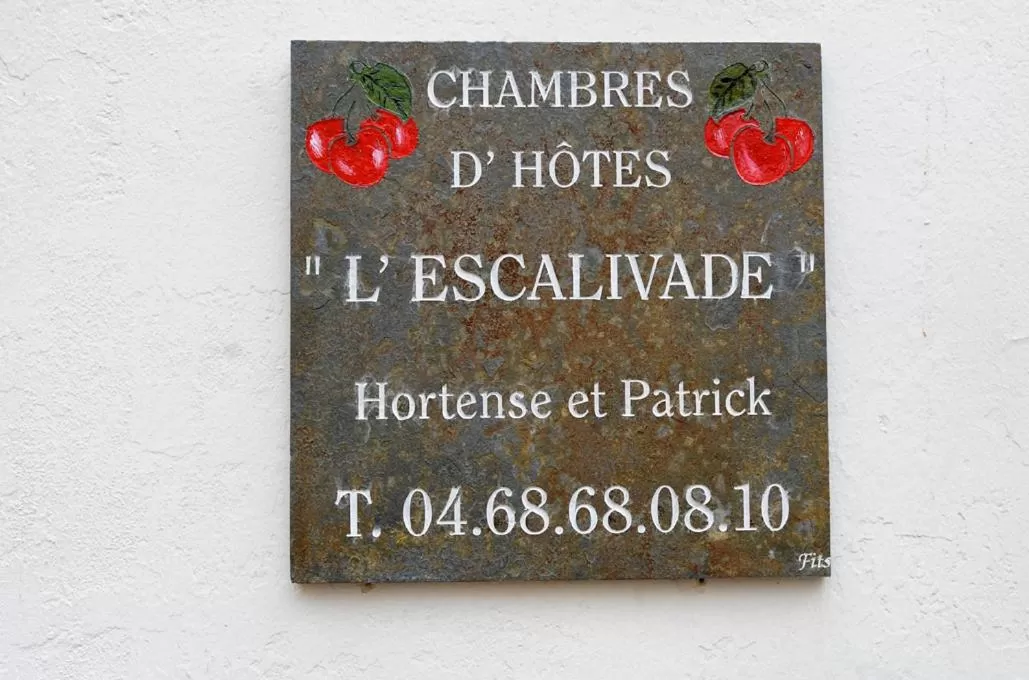 CHAMBRES
D' HÔTES
" L' ESCALIVADE "
Hortense et Patrick
T. 04.68.68.08.10
Fits